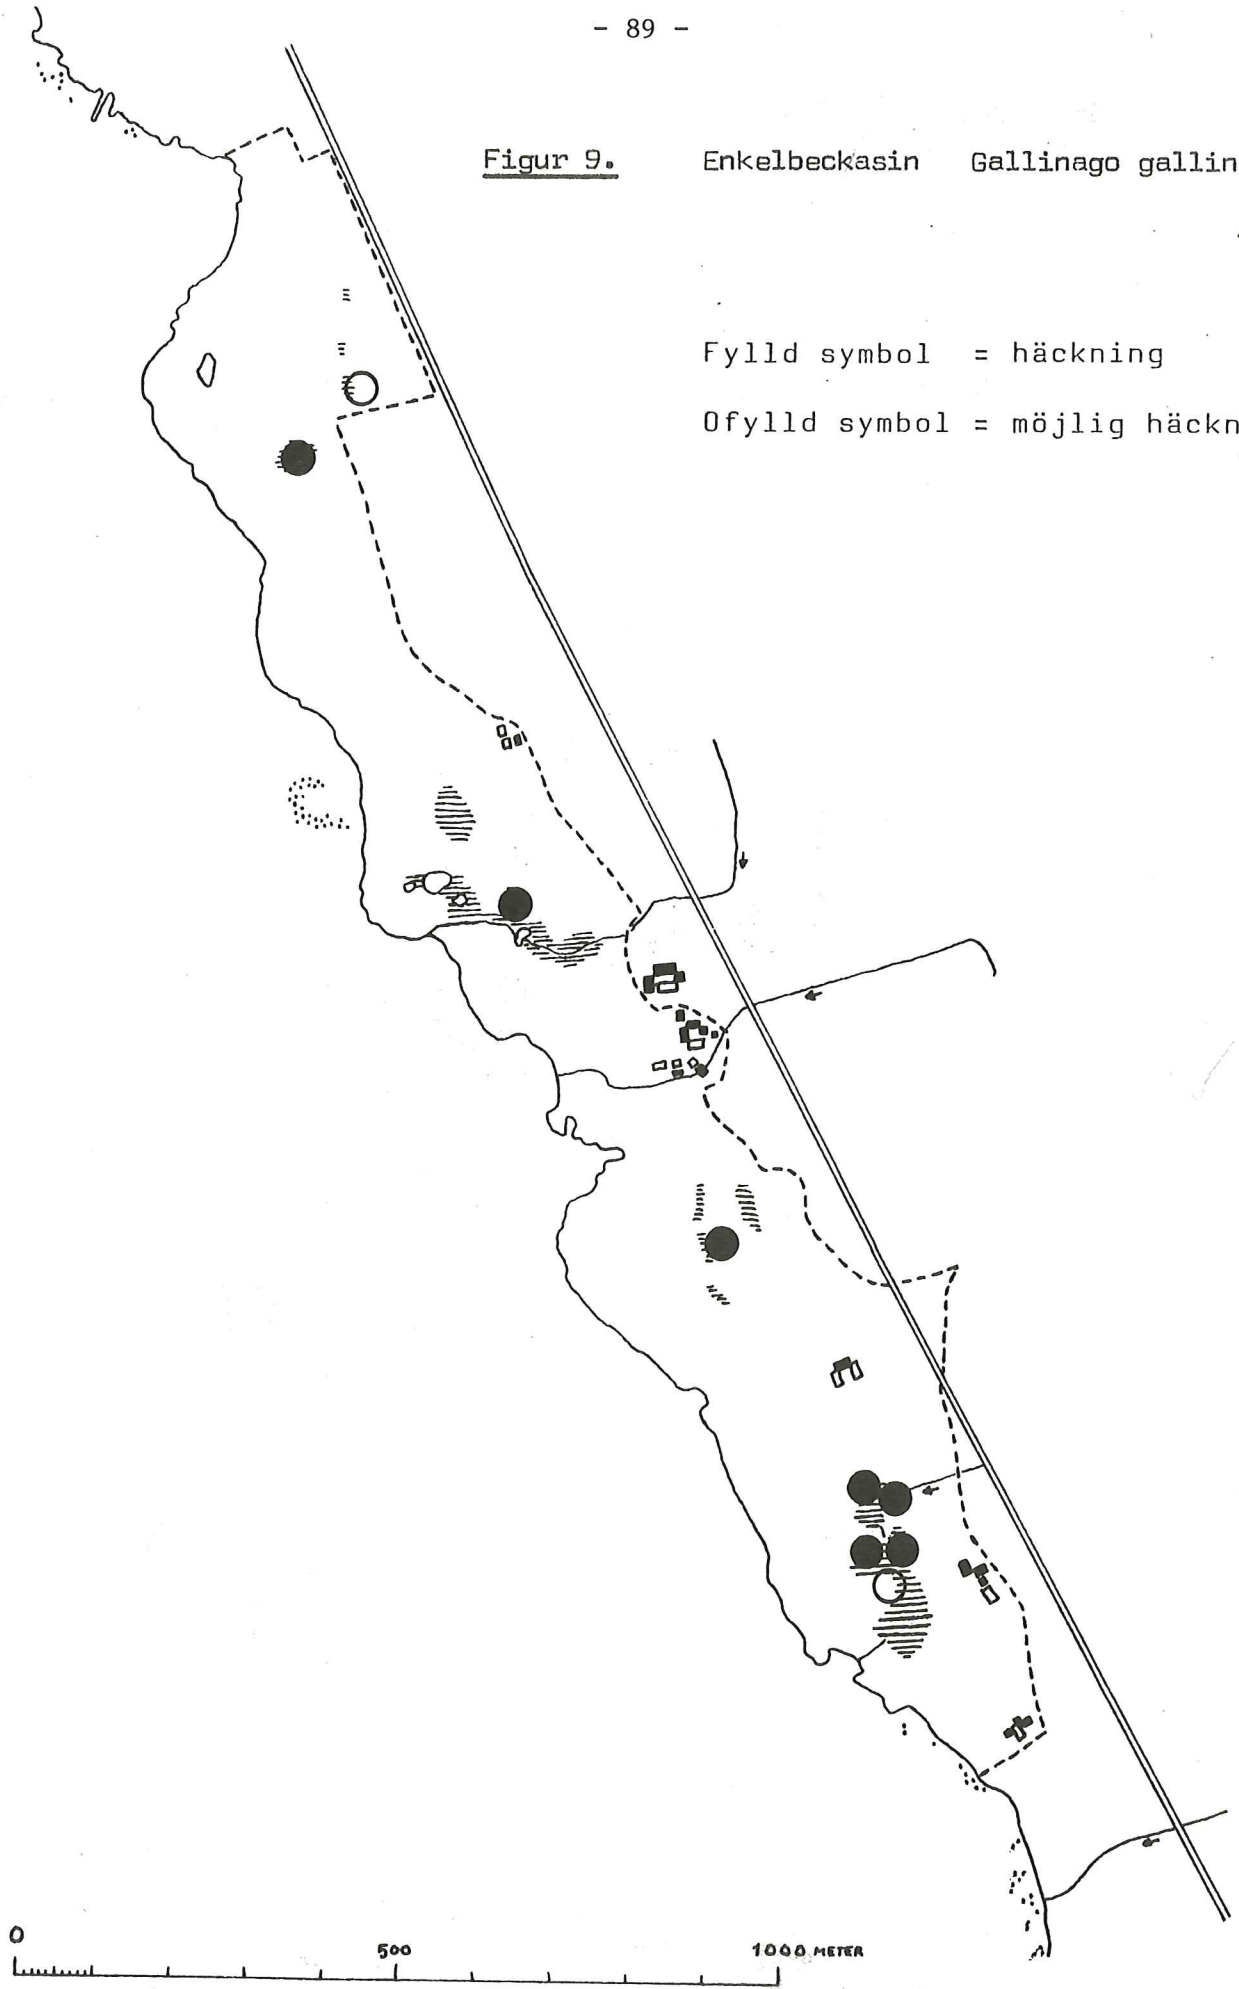 - 89 -
Figur 9. Enkelbeckasin Gallinago gallin
Fylld symbol = häckning
Ofylld symbol = möjlig häckn
0 500 1000 METER